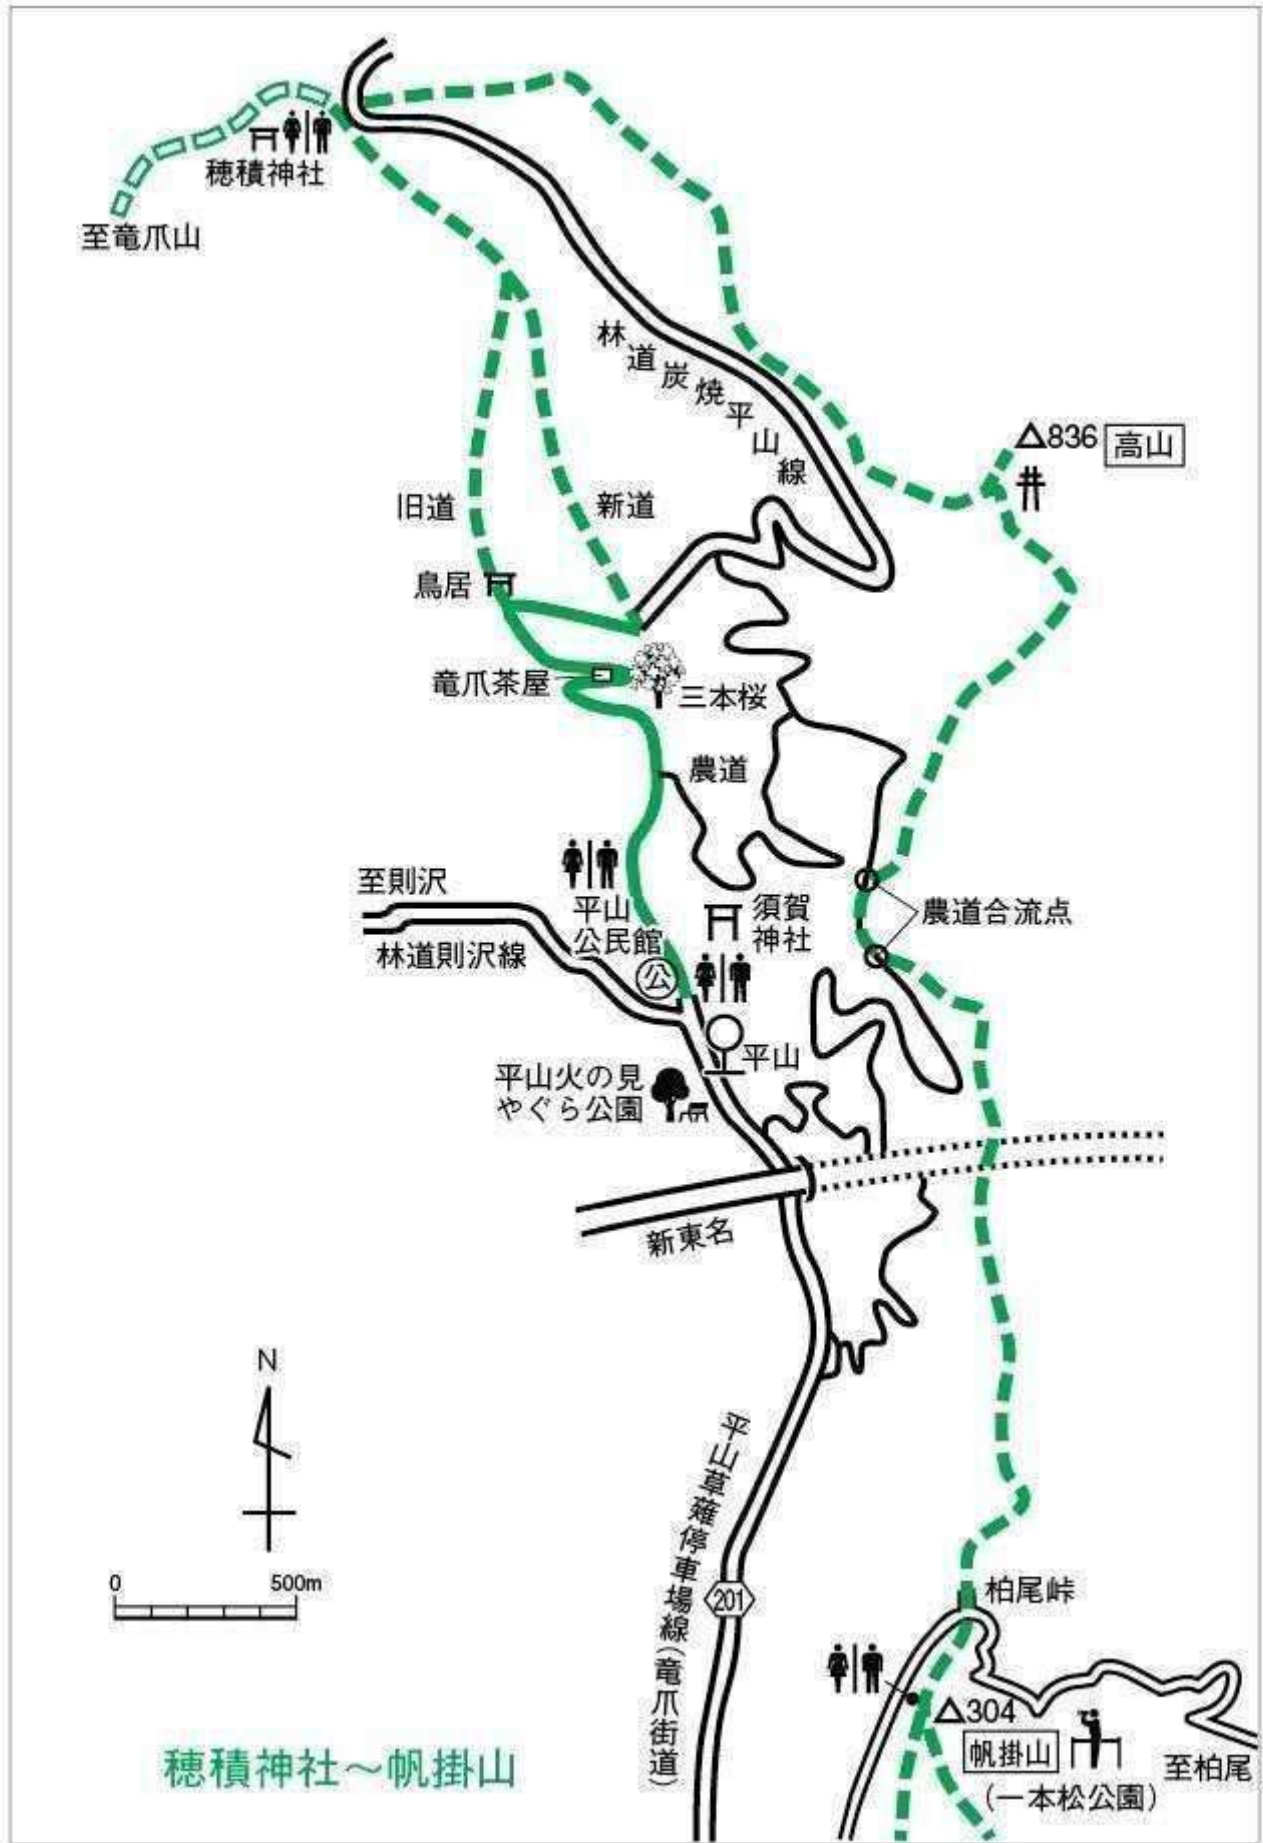 穂積神社
至竜爪山
林道炭焼平山線
△836 高山
旧道
新道
鳥居
竜爪茶屋
三本桜
農道
至則沢
林道則沢線
平山
公民館
公
須賀
神社
農道合流点
平山
平山火の見
やぐら公園
新東名
N
0 500m
平山草薙停車場線(竜爪街道)
201
柏尾峠
△304
帆掛山
(一本松公園)
至柏尾
穂積神社～帆掛山